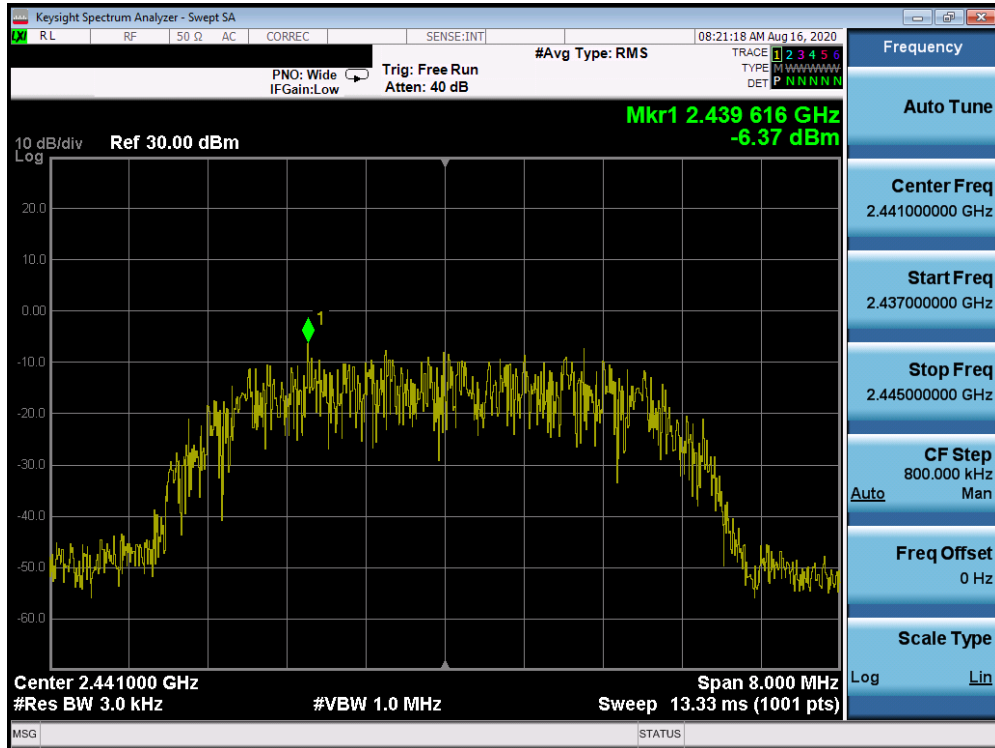 Keysight Spectrum Analyzer - Swept SA
LXI RL RF 50 Ω AC CORREC SENSE:INT 08:21:18 AM Aug 16, 2020
#Avg Type: RMS TRACE 1 2 3 4 5 6
PNO: Wide Trig: Free Run TYPE M WWWWW
IFGain:Low Atten: 40 dB DET P N N N N N
Mkr1 2.439 616 GHz
-6.37 dBm
10 dB/div Ref 30.00 dBm
Log
20.0
10.0
0.00
1
-10.0
-20.0
-30.0
-40.0
-50.0
-60.0
Center 2.441000 GHz Span 8.000 MHz
#Res BW 3.0 kHz #VBW 1.0 MHz Sweep 13.33 ms (1001 pts)
MSG STATUS
Frequency
Auto Tune
Center Freq
2.441000000 GHz
Start Freq
2.437000000 GHz
Stop Freq
2.445000000 GHz
CF Step
800.000 kHz
Auto Man
Freq Offset
0 Hz
Scale Type
Log Lin